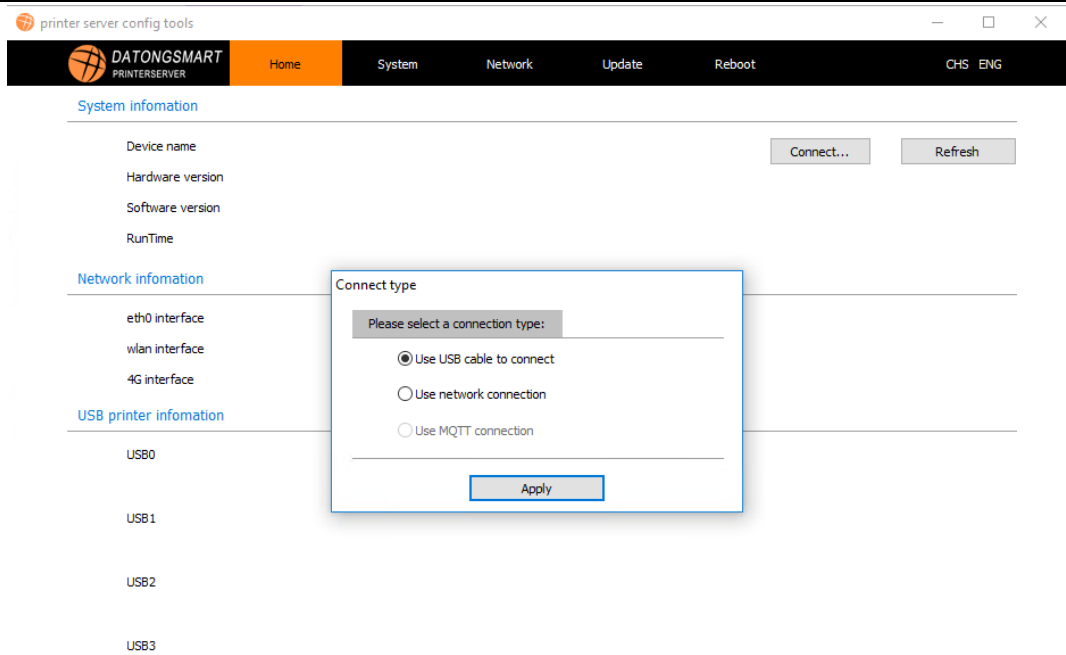 printer server config tools
DATONGSMART
PRINTERSERVER
Home
System
Network
Update
Reboot
CHS ENG
System infomation
Device name
Connect...
Refresh
Hardware version
Software version
RunTime
Network infomation
eth0 interface
wlan interface
4G interface
USB printer infomation
USB0
USB1
USB2
USB3
Connect type
Please select a connection type:
Use USB cable to connect
Use network connection
Use MQTT connection
Apply